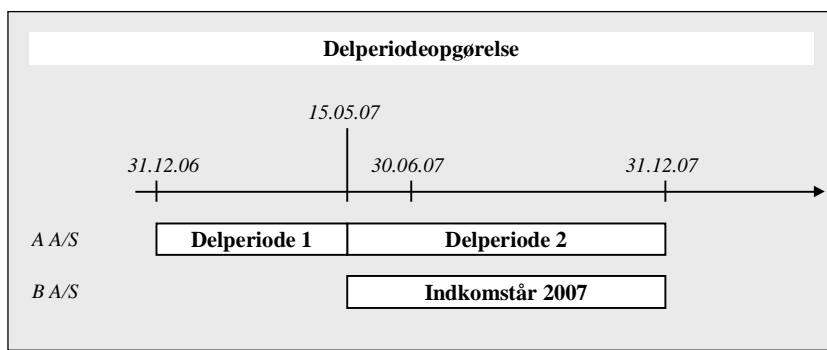 Delperiodeopgørelse
15.05.07
31.12.06 30.06.07 31.12.07
A A/S Delperiode 1 Delperiode 2
B A/S Indkomstår 2007